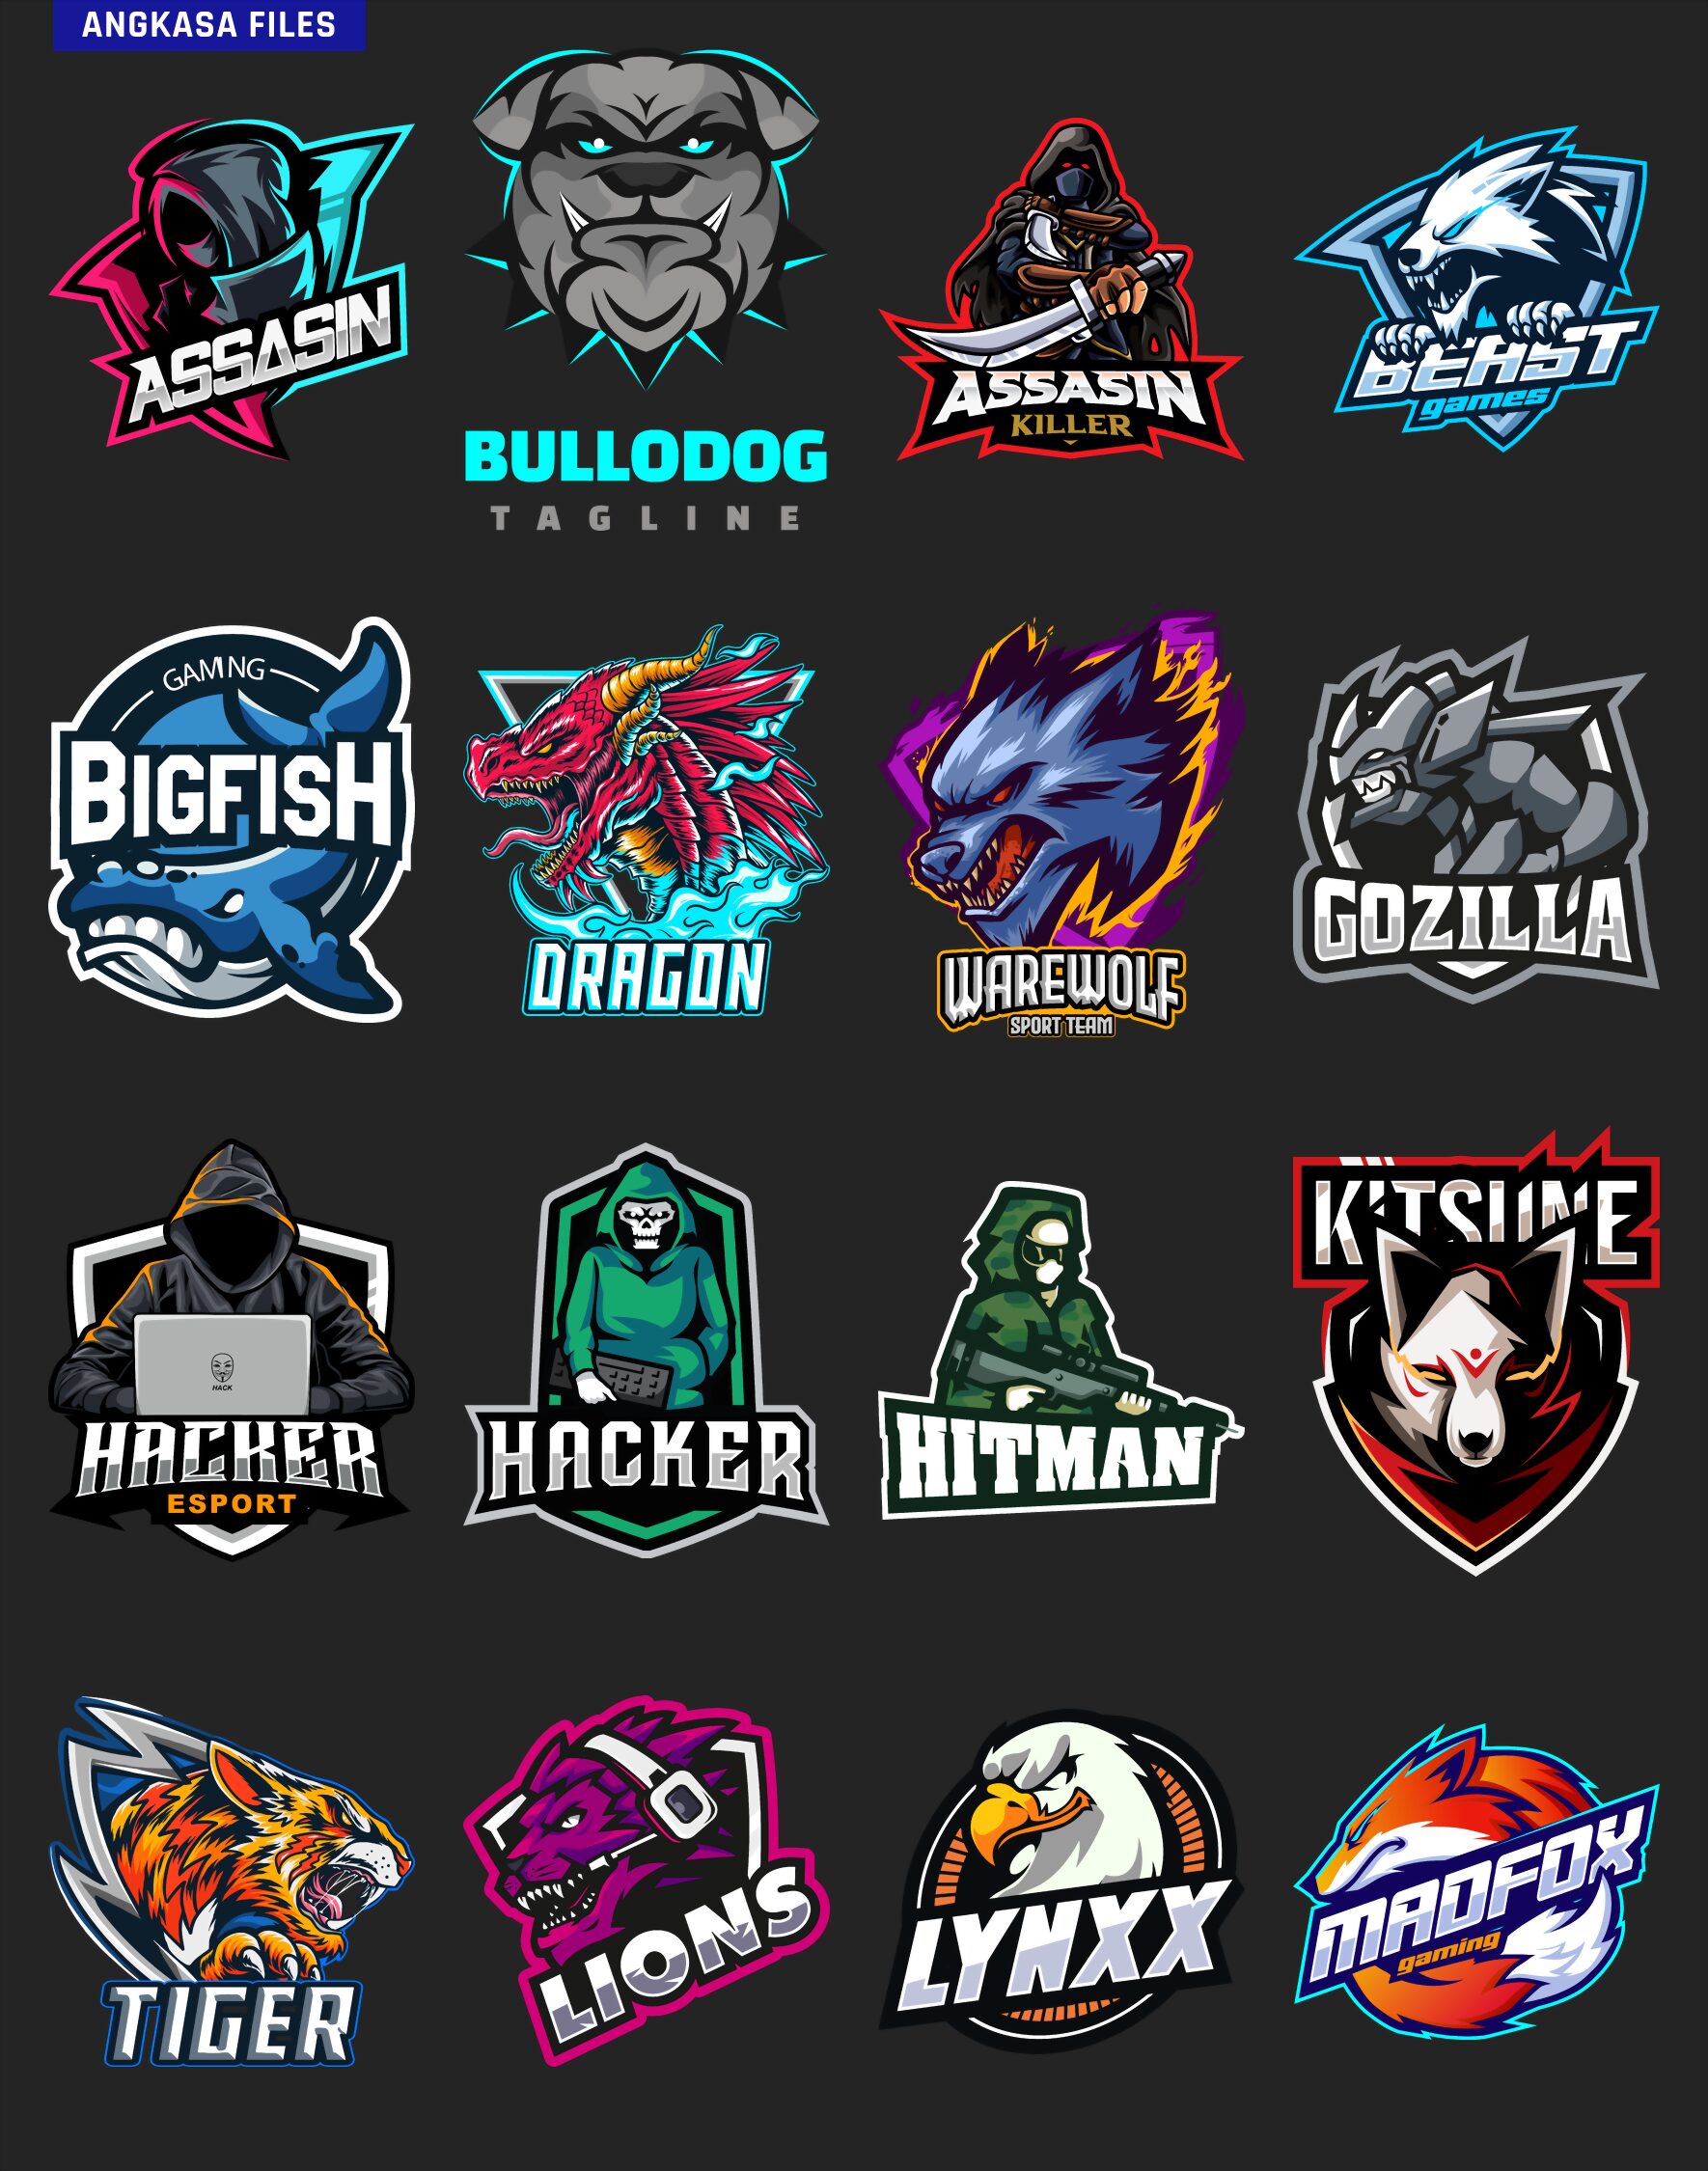 ANGKASA FILES
ASSASIN
BULLODOG
TAGLINE
ASSASIN
KILLER
BEAST
games
GAMING
BIGFISH
DRAGON
WAREWOLF
SPORT TEAM
GOZILLA
HACK
HACKER
ESPORT
HACKER
HITMAN
KITSUNE
TIGER
LIONS
LYNXX
MADFOX
gaming